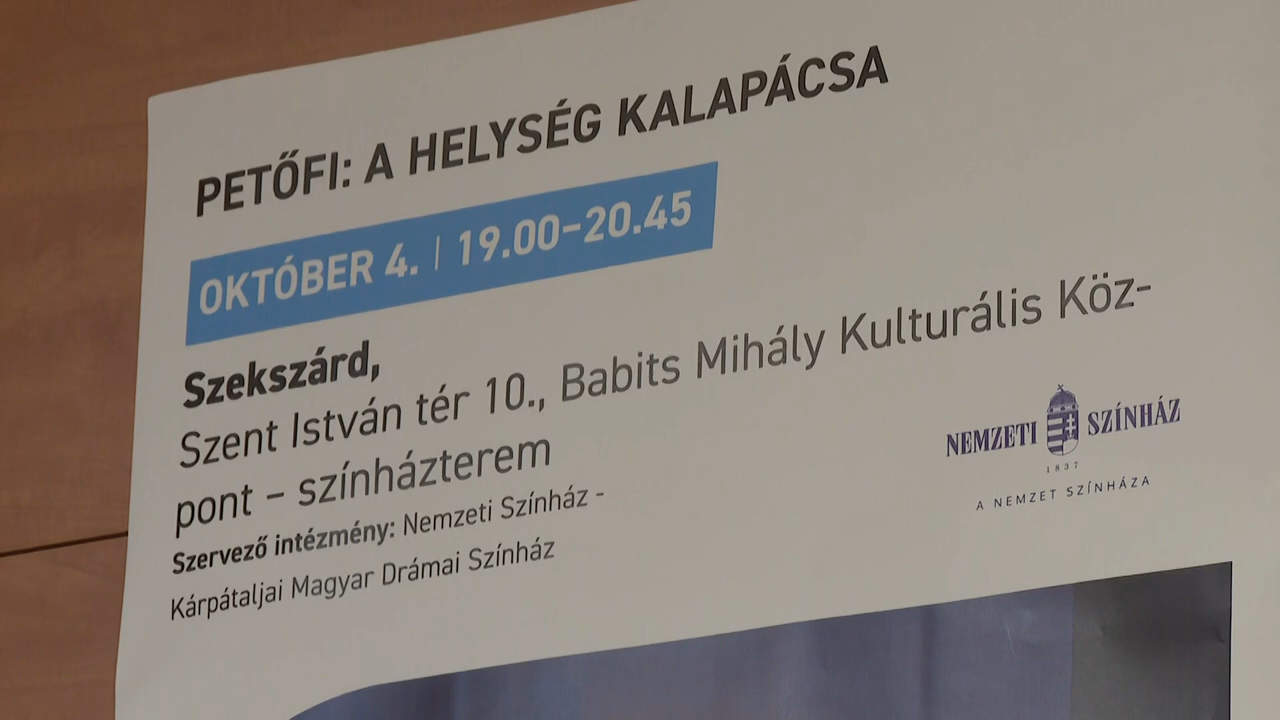 PETŐFI: A HELYSÉG KALAPÁCSA
OKTÓBER 4. | 19.00–20.45
Szekszárd,
Szent István tér 10., Babits Mihály Kulturális Köz-
pont – színházterem
Szervező intézmény: Nemzeti Színház -
Kárpátaljai Magyar Drámai Színház
NEMZETI SZÍNHÁZ
1837
A NEMZET SZÍNHÁZA